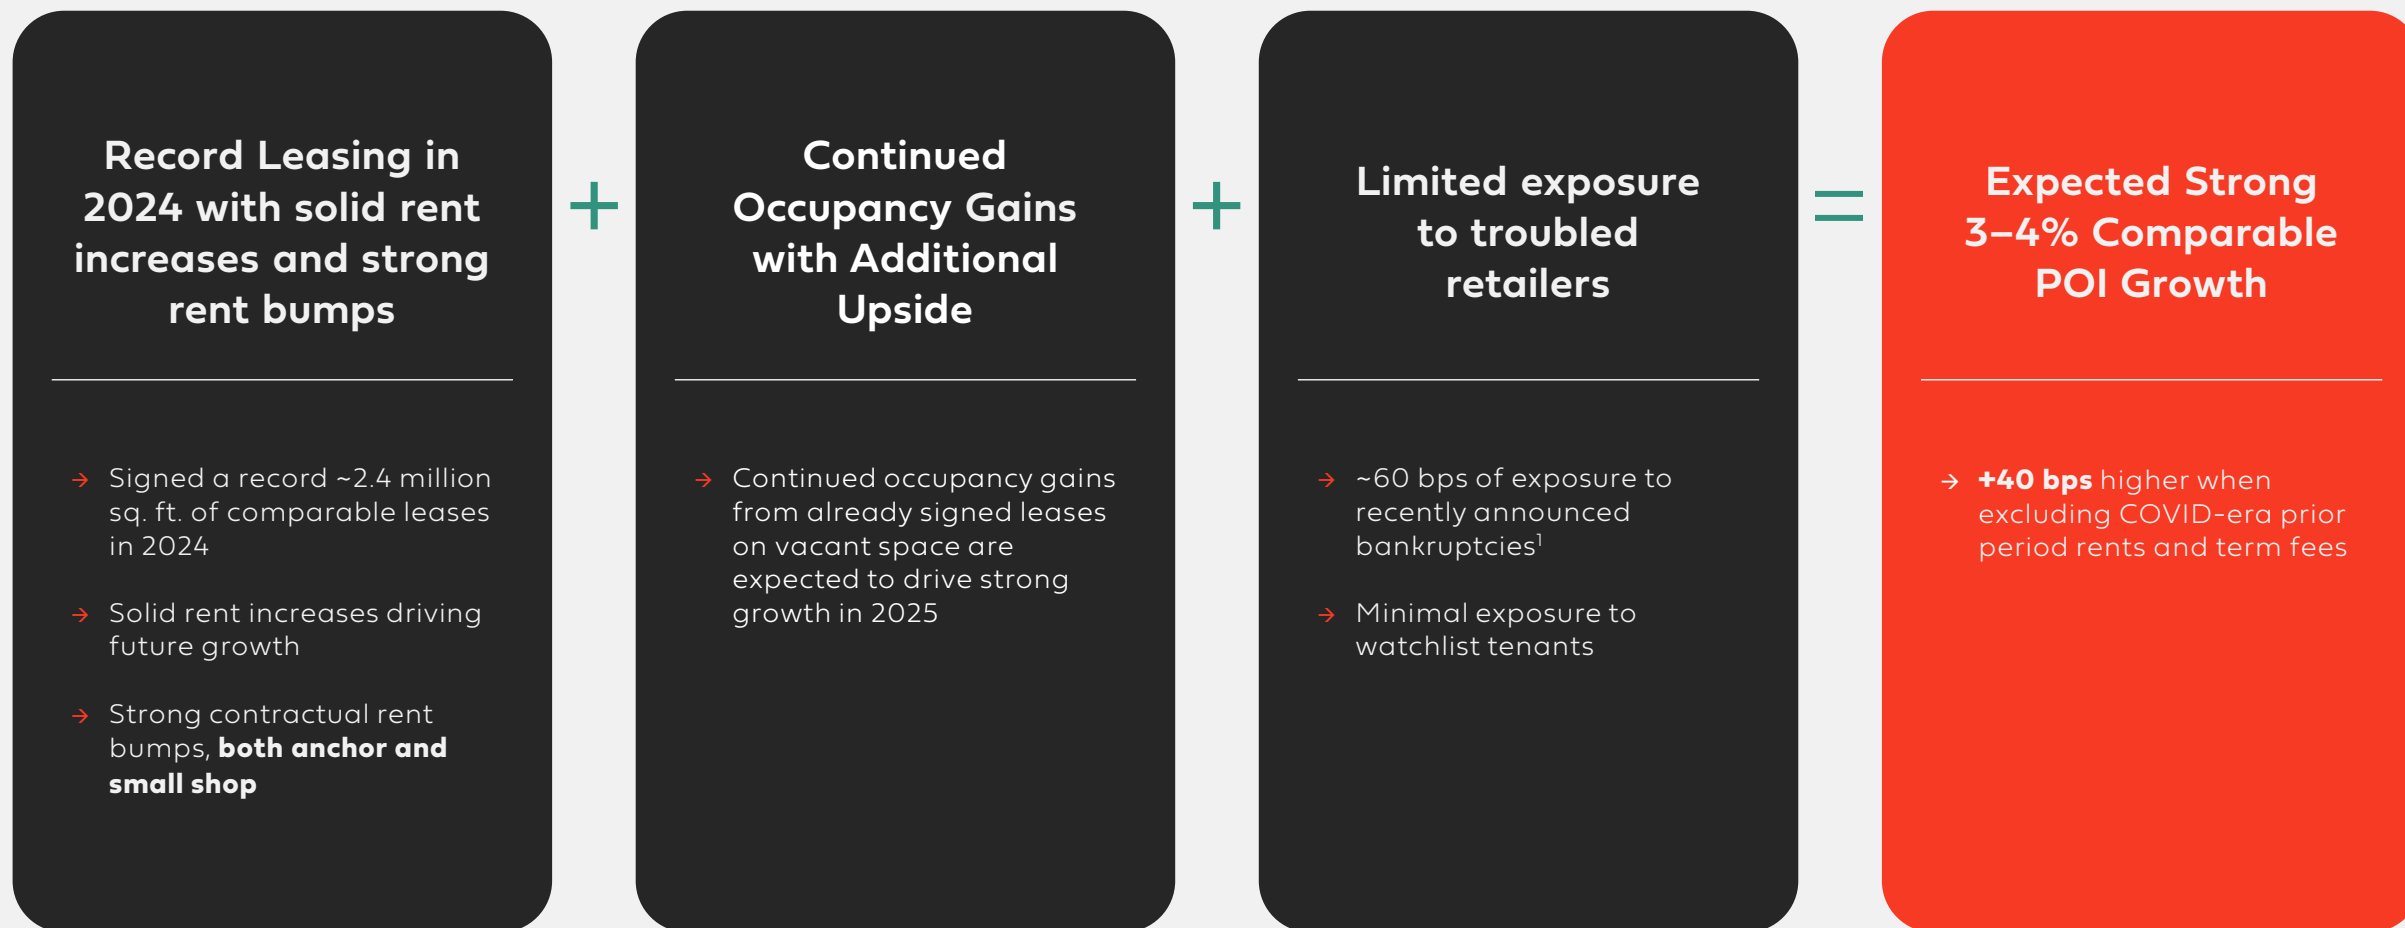 Record Leasing in
2024 with solid rent
increases and strong
rent bumps
→ Signed a record ~2.4 million
sq. ft. of comparable leases
in 2024
→ Solid rent increases driving
future growth
→ Strong contractual rent
bumps, both anchor and
small shop
+
Continued
Occupancy Gains
with Additional
Upside
→ Continued occupancy gains
from already signed leases
on vacant space are
expected to drive strong
growth in 2025
+
Limited exposure
to troubled
retailers
→ ~60 bps of exposure to
recently announced
bankruptcies¹
→ Minimal exposure to
watchlist tenants
=
Expected Strong
3–4% Comparable
POI Growth
→ +40 bps higher when
excluding COVID-era prior
period rents and term fees